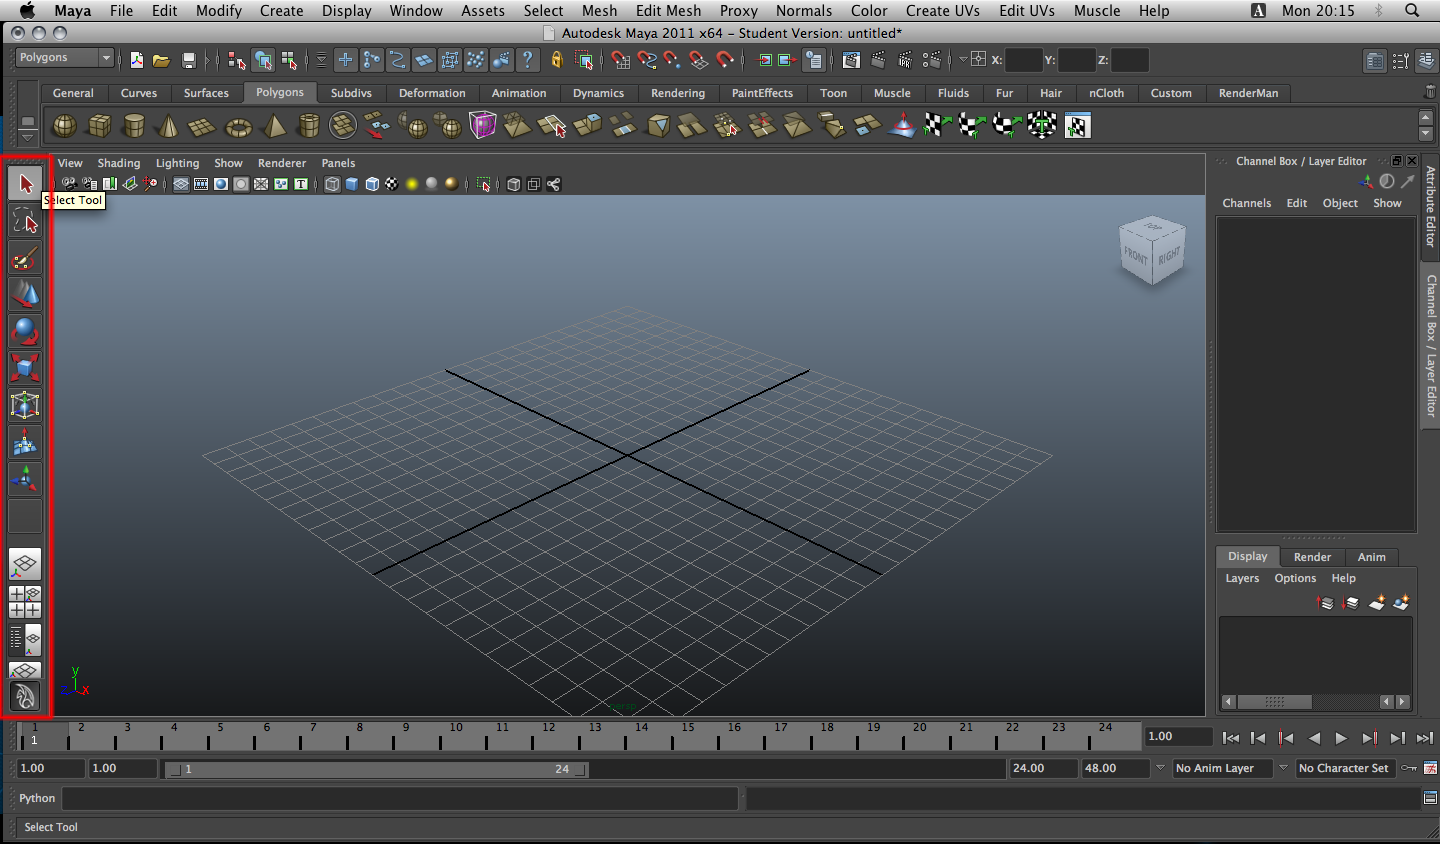 Maya File Edit Modify Create Display Window Assets Select Mesh Edit Mesh Proxy Normals Color Create UVs Edit UVs Muscle Help A Mon 20:15
Autodesk Maya 2011 x64 – Student Version: untitled*
Polygons ? X: Y: Z:
General Curves Surfaces Polygons Subdivs Deformation Animation Dynamics Rendering PaintEffects Toon Muscle Fluids Fur Hair nCloth Custom RenderMan
View Shading Lighting Show Renderer Panels
T
Select Tool
TOP
FRONT RIGHT
Channel Box / Layer Editor
Channels Edit Object Show
Attribute Editor
Channel Box / Layer Editor
Display Render Anim
Layers Options Help
y
x
persp
1 2 3 4 5 6 7 8 9 10 11 12 13 14 15 16 17 18 19 20 21 22 23 24
1
1.00
1.00 1.00 1 24 24.00 48.00 No Anim Layer No Character Set
Python
Select Tool